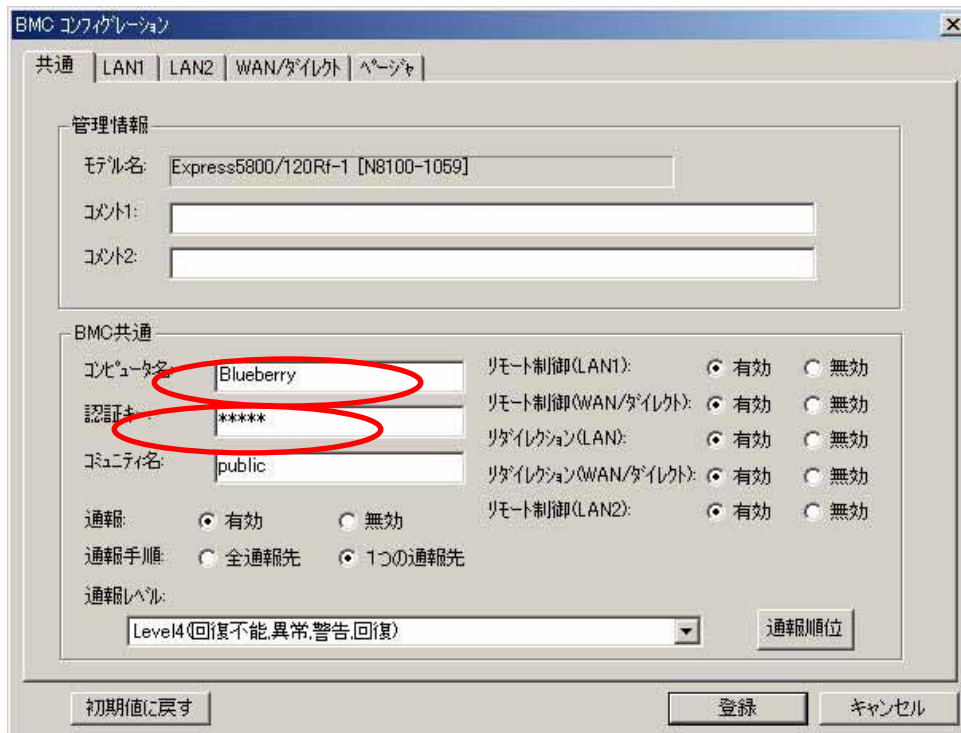 BMC コンフィグレーション
共通 LAN1 LAN2 WAN/ダイレクト ページャ
管理情報
モデル名: Express5800/120Rf-1 [N8100-1059]
コメント1:
コメント2:
BMC共通
コンピュータ名: Blueberry
認証キー: *****
コミュニティ名: public
通報: 有効 無効
通報手順: 全通報先 1つの通報先
通報レベル:
Level4(回復不能,異常,警告,回復)
リモート制御(LAN1): 有効 無効
リモート制御(WAN/ダイレクト): 有効 無効
リダイレクション(LAN): 有効 無効
リダイレクション(WAN/ダイレクト): 有効 無効
リモート制御(LAN2): 有効 無効
通報順位
初期値に戻す 登録 キャンセル